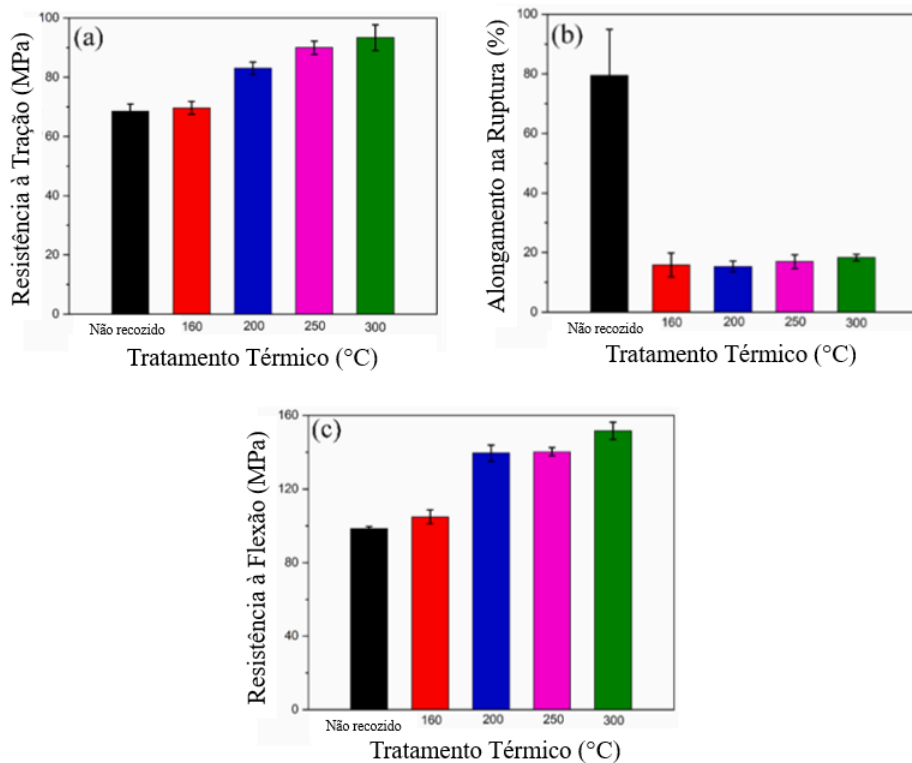 (a)
Resistência à Tração (MPa)
100
80
60
40
20
0
Não recozido 160 200 250 300
Tratamento Térmico (°C)
(b)
Alongamento na Ruptura (%)
100
80
60
40
20
0
Não recozido 160 200 250 300
Tratamento Térmico (°C)
(c)
Resistência à Flexão (MPa)
160
120
80
40
0
Não recozido 160 200 250 300
Tratamento Térmico (°C)